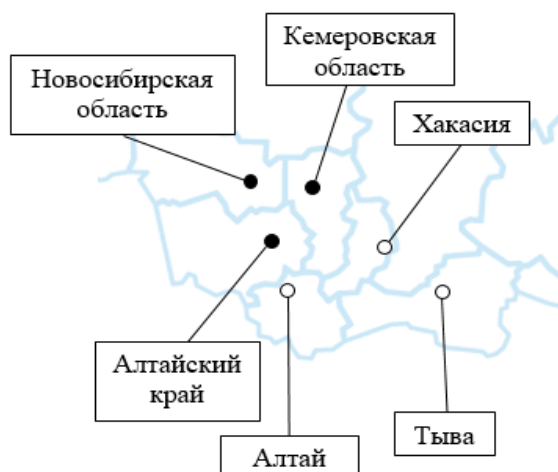 Кемеровская
область
Новосибирская
область
Хакасия
Алтайский
край
Тыва
Алтай